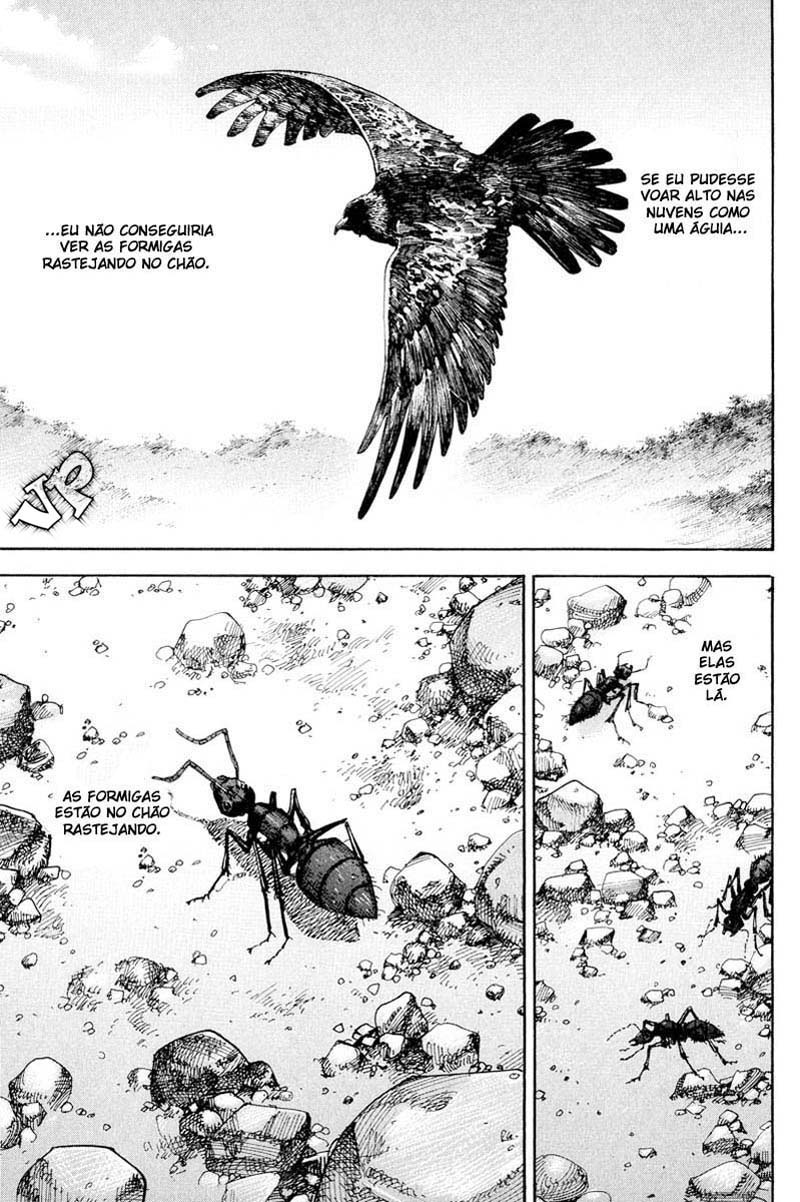 SE EU PUDESSE
VOAR ALTO NAS
NUVENS COMO
UMA ÁGUIA...
...EU NÃO CONSEGUIRIA
VER AS FORMIGAS
RASTEJANDO NO CHÃO.
VP
MAS
ELAS
ESTÃO
LÁ.
AS FORMIGAS
ESTÃO NO CHÃO
RASTEJANDO.